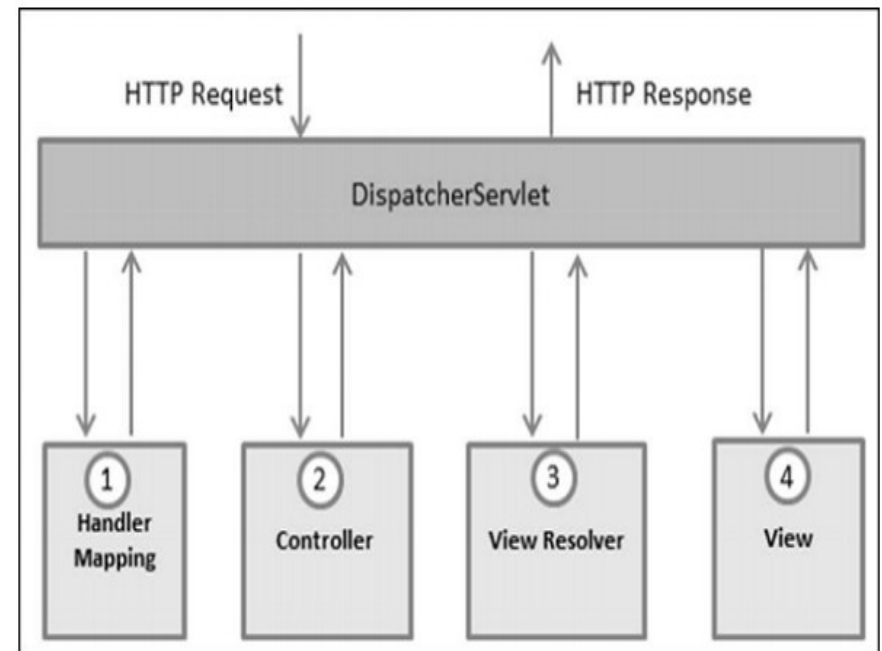 HTTP Request
HTTP Response
DispatcherServlet
1
Handler
Mapping
2
Controller
3
View Resolver
4
View